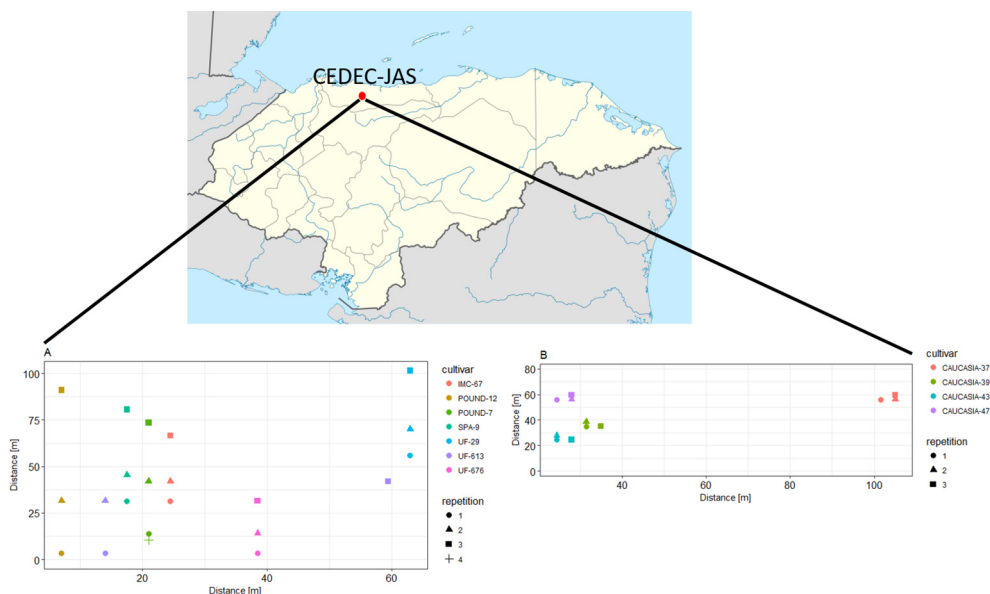 CEDEC-JAS
A
100
75
50
25
0
20
40
60
Distance [m]
Distance [m]
cultivar
IMC-67
POUND-12
POUND-7
SPA-9
UF-29
UF-613
UF-676
repetition
1
2
3
4
B
80
60
40
20
0
40
60
80
100
Distance [m]
Distance [m]
cultivar
CAUCASIA-37
CAUCASIA-39
CAUCASIA-43
CAUCASIA-47
repetition
1
2
3